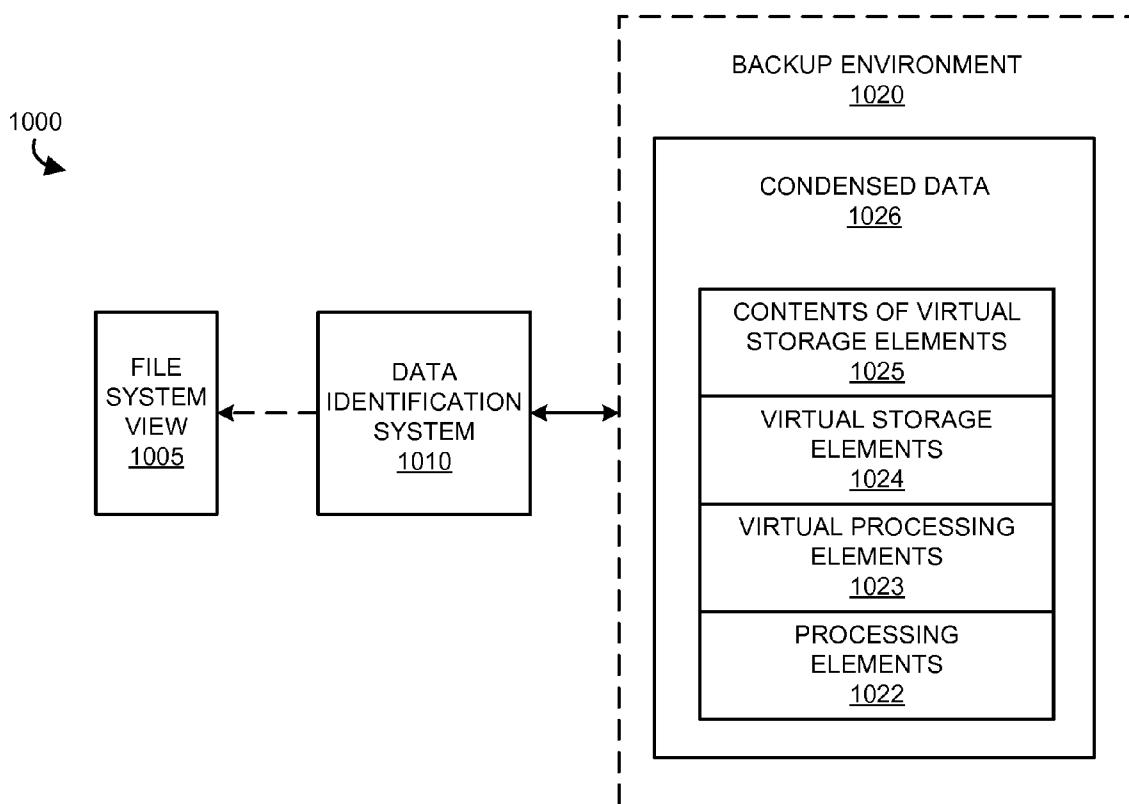 1000
BACKUP ENVIRONMENT
1020
CONDENSED DATA
1026
CONTENTS OF VIRTUAL
STORAGE ELEMENTS
1025
VIRTUAL STORAGE
ELEMENTS
1024
VIRTUAL PROCESSING
ELEMENTS
1023
PROCESSING
ELEMENTS
1022
FILE
SYSTEM
VIEW
1005
DATA
IDENTIFICATION
SYSTEM
1010